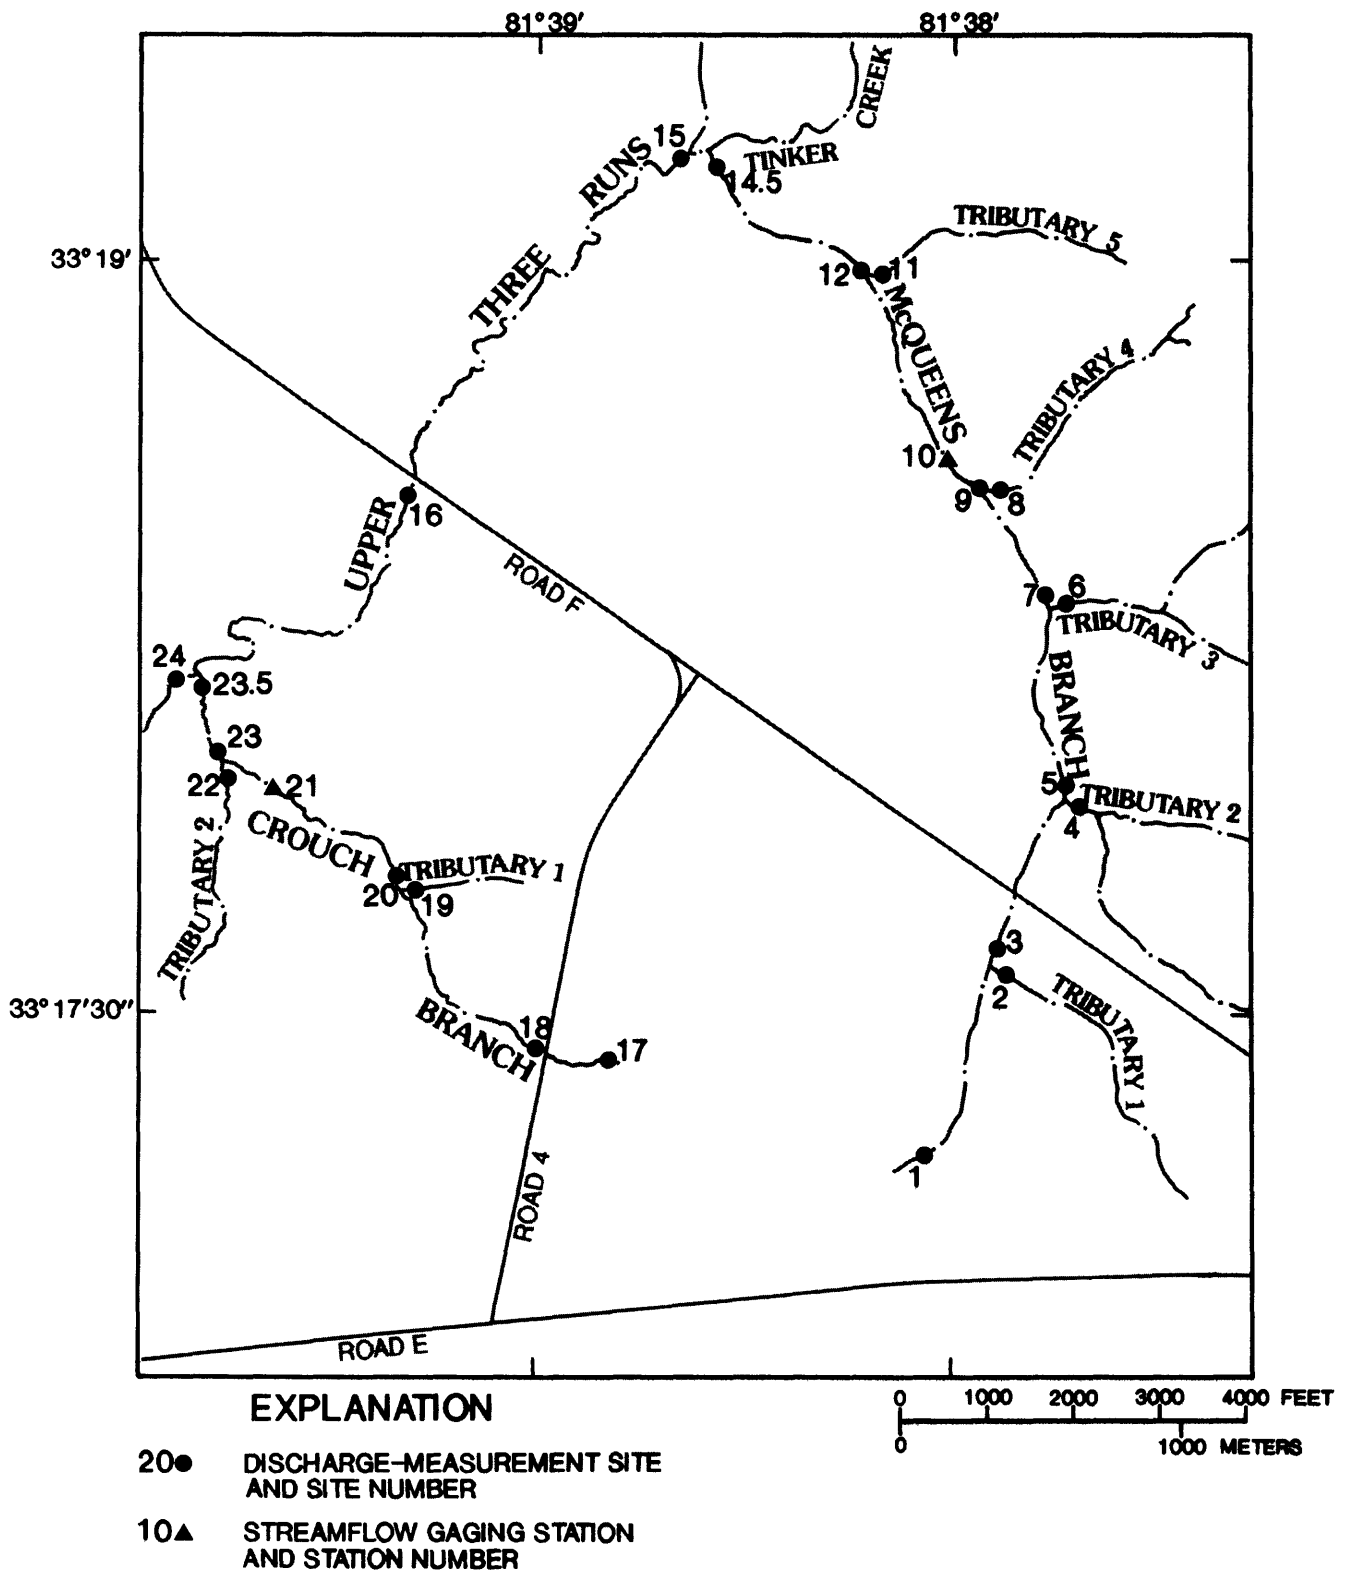 81°39′
81°38′
CREEK
15
TINKER
14.5
RUNS
TRIBUTARY 5
33°19′
12
11
THREE
McQUEENS
TRIBUTARY 4
10
9
8
16
UPPER
ROAD F
7
6
TRIBUTARY 3
24
23.5
BRANCH
23
22
21
5
TRIBUTARY 2
4
CROUCH
TRIBUTARY 2
TRIBUTARY 1
20
19
3
2
TRIBUTARY 1
33°17′30″
BRANCH
18
17
1
ROAD 4
ROAD E
EXPLANATION
0 1000 2000 3000 4000 FEET
0 1000 METERS
20 DISCHARGE-MEASUREMENT SITE
AND SITE NUMBER
10 STREAMFLOW GAGING STATION
AND STATION NUMBER